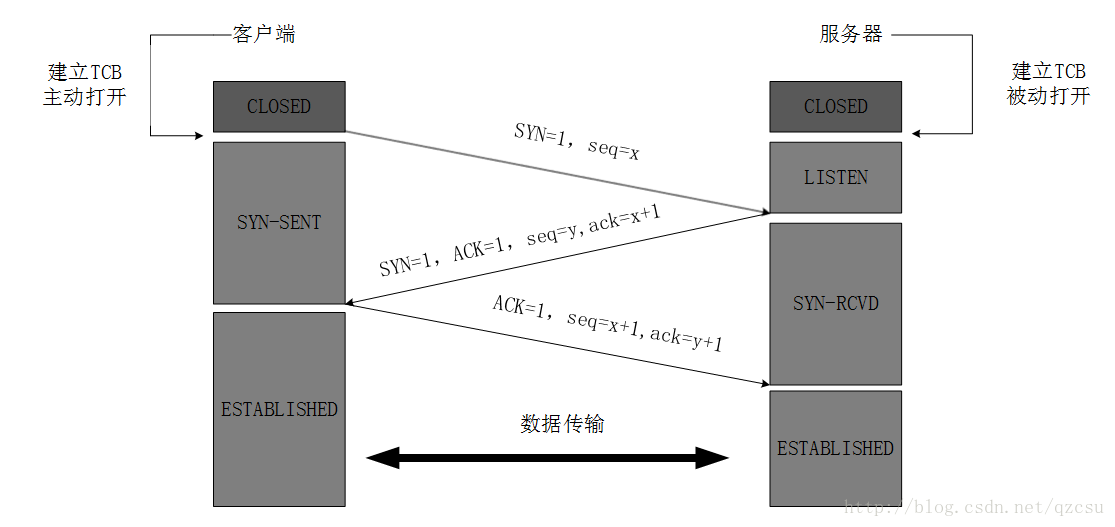 客户端
服务器
建立TCB
主动打开
建立TCB
被动打开
CLOSED
CLOSED
SYN=1, seq=x
LISTEN
SYN-SENT
SYN=1, ACK=1, seq=y,ack=x+1
SYN-RCVD
ACK=1, seq=x+1,ack=y+1
ESTABLISHED
数据传输
ESTABLISHED
http://blog.csdn.net/qzcsu